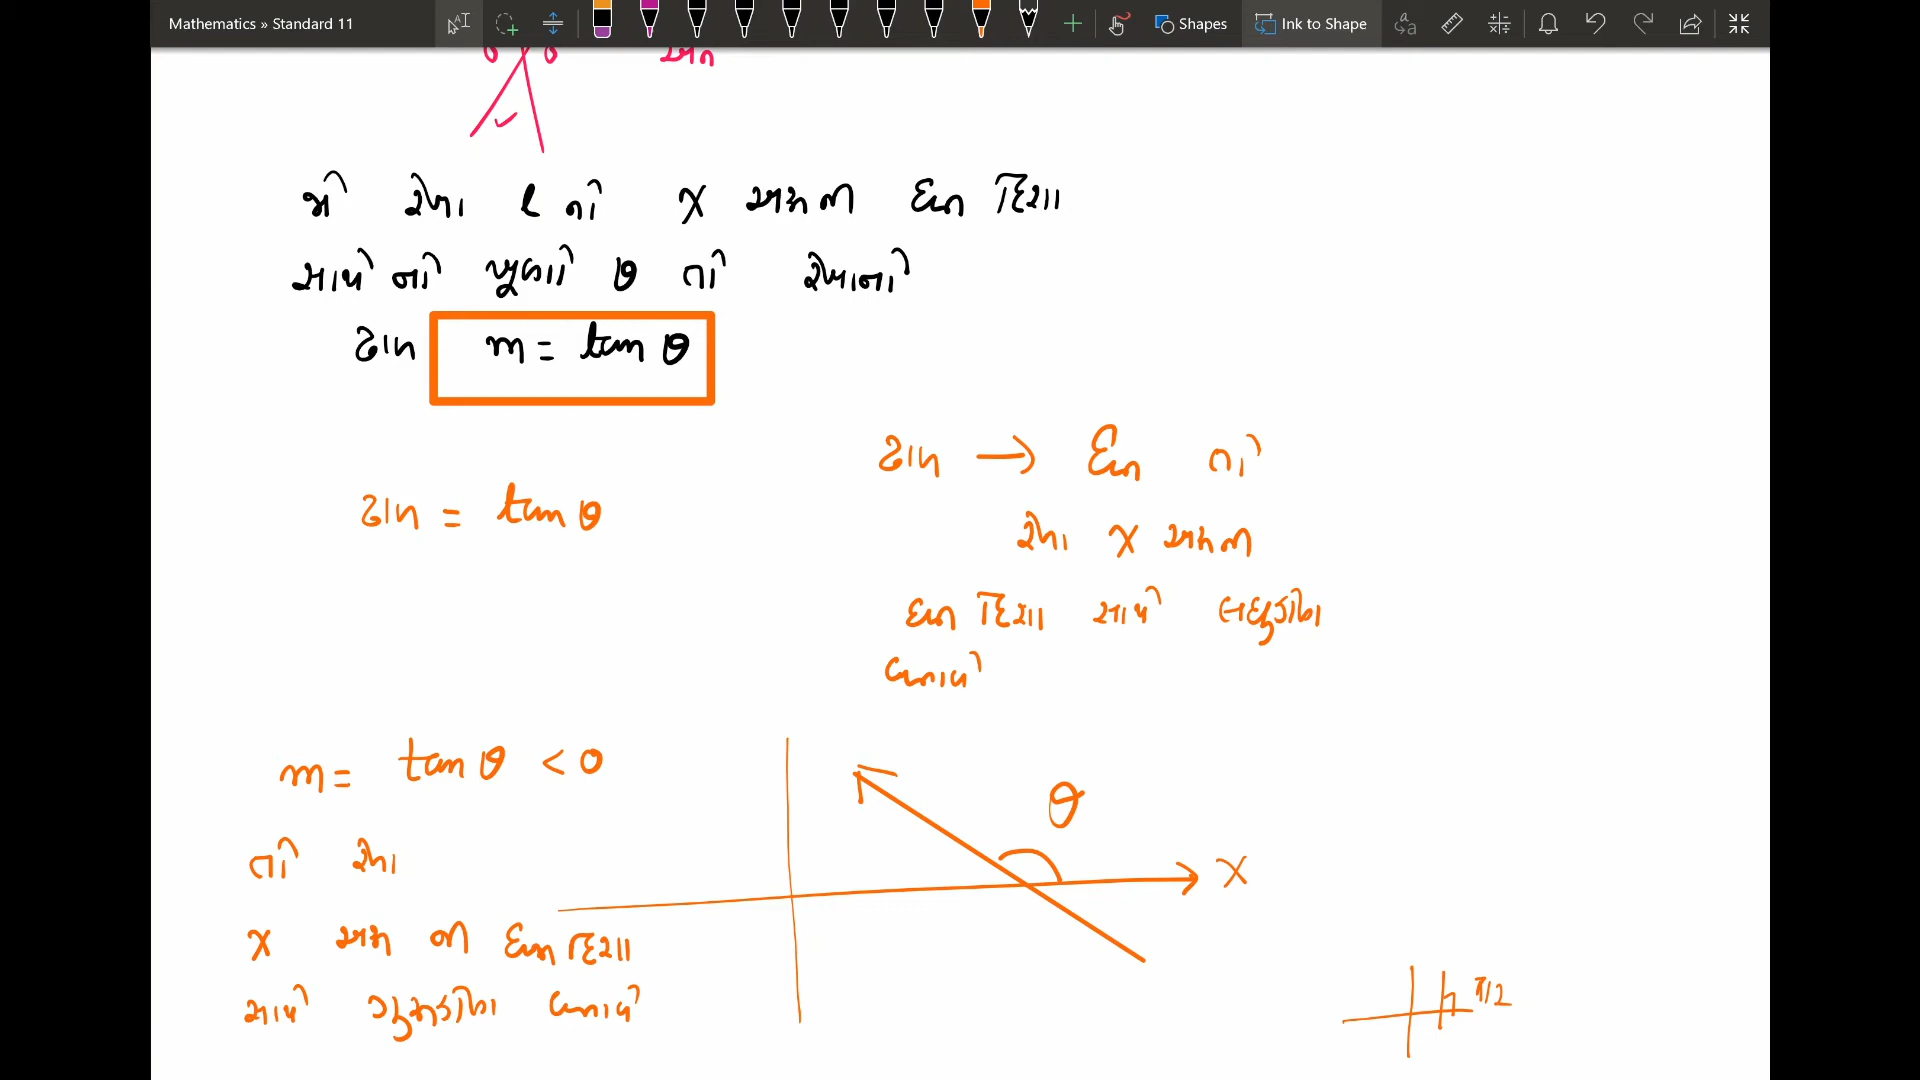 Mathematics » Standard 11
Shapes
Ink to Shape
જો રેખા l નો X અક્ષની ધન દિશા
સાથેનો ખુણો θ તો રેખાનો
ઢાળ m = tan θ
ઢાળ → ધન તો
ઢાળ = tan θ
રેખા X અક્ષની
ધન દિશા સાથે લઘુકોણ
બનાવે
m = tan θ < 0
θ
તો રેખા
X
X અક્ષ ની ધન દિશા
સાથે ગુરુકોણ બનાવે
π/2